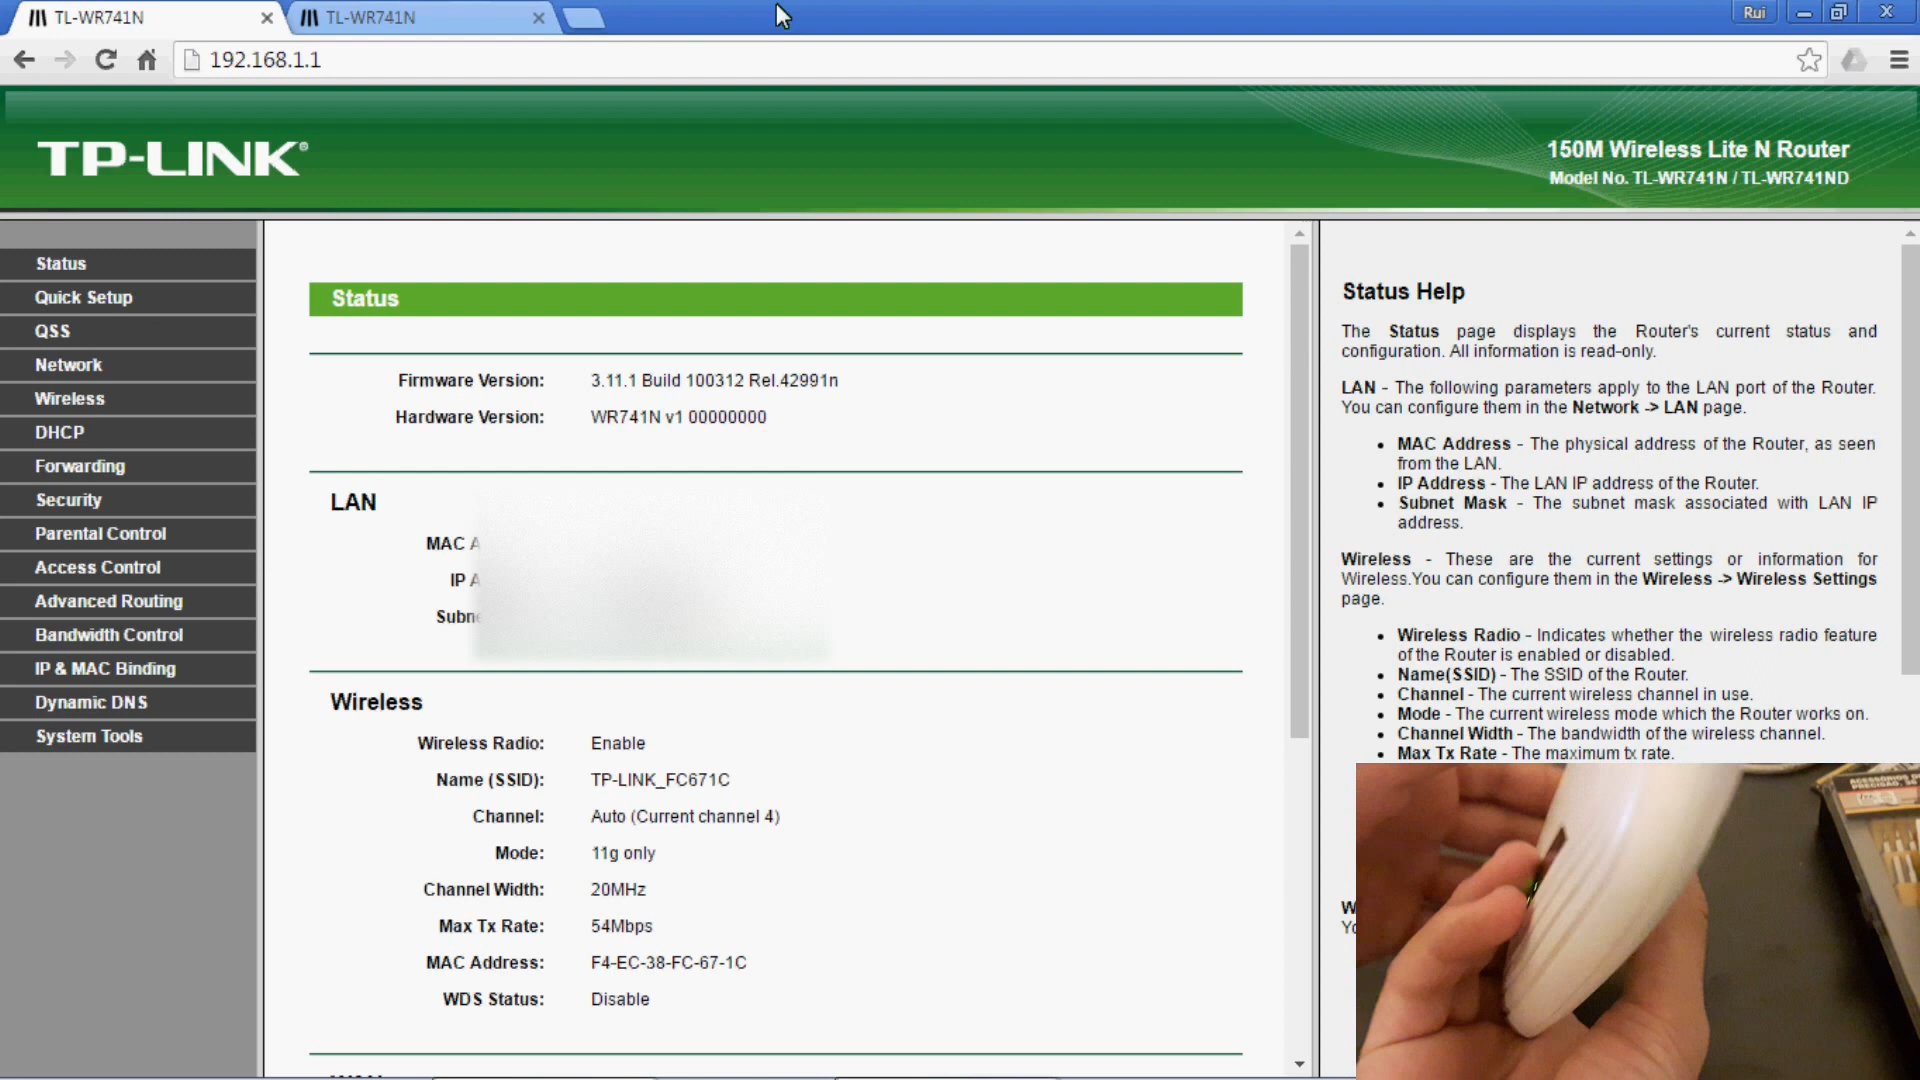 TL-WR741N
TL-WR741N
Rui
192.168.1.1
TP-LINK®
150M Wireless Lite N Router
Model No. TL-WR741N / TL-WR741ND
Status
Quick Setup
QSS
Network
Wireless
DHCP
Forwarding
Security
Parental Control
Access Control
Advanced Routing
Bandwidth Control
IP & MAC Binding
Dynamic DNS
System Tools
Status
Firmware Version: 3.11.1 Build 100312 Rel.42991n
Hardware Version: WR741N v1 00000000
LAN
MAC A
IP A
Subne
Wireless
Wireless Radio: Enable
Name (SSID): TP-LINK_FC671C
Channel: Auto (Current channel 4)
Mode: 11g only
Channel Width: 20MHz
Max Tx Rate: 54Mbps
MAC Address: F4-EC-38-FC-67-1C
WDS Status: Disable
Status Help
The Status page displays the Router's current status and
configuration. All information is read-only.
LAN - The following parameters apply to the LAN port of the Router.
You can configure them in the Network -> LAN page.
• MAC Address - The physical address of the Router, as seen
from the LAN.
• IP Address - The LAN IP address of the Router.
• Subnet Mask - The subnet mask associated with LAN IP
address.
Wireless - These are the current settings or information for
Wireless.You can configure them in the Wireless -> Wireless Settings
page.
• Wireless Radio - Indicates whether the wireless radio feature
of the Router is enabled or disabled.
• Name(SSID) - The SSID of the Router.
• Channel - The current wireless channel in use.
• Mode - The current wireless mode which the Router works on.
• Channel Width - The bandwidth of the wireless channel.
• Max Tx Rate - The maximum tx rate.
ACESSÓRIOS DE
PRECISÃO,